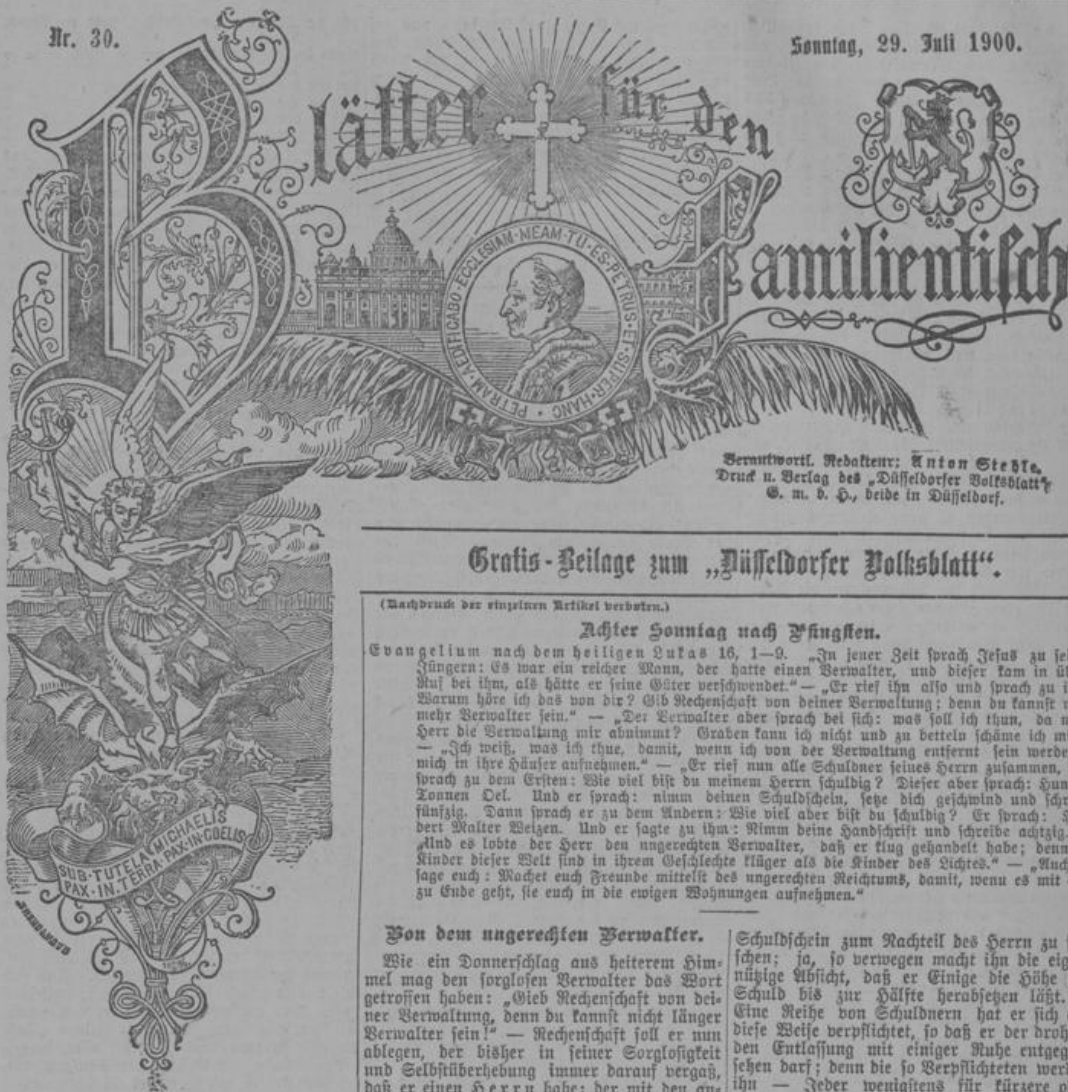 Nr. 30.
Sonntag, 29. Juli 1900.
Blätter für den
Familientisch
PETRAM · AEDIFICABO · ECCLESIAM · MEAM · TU · ES · PETRUS · ET · SUPER · HANC ·
Verantwortl. Redakteur: Anton Stehle,
Druck u. Verlag des „Düsseldorfer Volksblatt“,
G. m. b. H., beide in Düsseldorf.
Gratis-Beilage zum „Düsseldorfer Volksblatt“.
(Nachdruck der einzelnen Artikel verboten.)
Achter Sonntag nach Pfingsten.
Evangelium nach dem heiligen Lukas 16, 1—9. „In jener Zeit sprach Jesus zu
Jüngern: Es war ein reicher Mann, der hatte einen Verwalter, und dieser kam in
Ruf bei ihm, als hätte er seine Güter verschwendet.“ — „Er rief ihn also und sprach zu
Warum höre ich das von dir? Gib Rechenschaft von deiner Verwaltung; denn du kannst
mehr Verwalter sein.“ — „Der Verwalter aber sprach bei sich: was soll ich thun, da
Herr die Verwaltung mir abnimmt? Graben kann ich nicht und zu betteln schäme ich
— „Ich weiß, was ich thue, damit, wenn ich von der Verwaltung entfernt sein werde
mich in ihre Häuser aufnehmen.“ — „Er rief nun alle Schuldner seines Herrn zusammen,
sprach zu dem Ersten: Wie viel bist du meinem Herrn schuldig? Dieser aber sprach: Hun
Tonnen Oel. Und er sprach: nimm deinen Schuldschein, setze dich geschwind und
fünfzig. Dann sprach er zu dem Andern: Wie viel aber bist du schuldig? Er sprach:
dert Malter Weizen. Und er sagte zu ihm: Nimm deine Handschrift und schreibe achtzig.
„Und es lobte der Herr den ungerechten Verwalter, daß er klug gehandelt habe; denn
Kinder dieser Welt sind in ihrem Geschlechte klüger als die Kinder des Lichtes.“ — „Auch
sage euch: Machet euch Freunde mittelst des ungerechten Reichtums, damit, wenn es mit
zu Ende geht, sie euch in die ewigen Wohnungen aufnehmen.“
SUB · TUTELA MICHAELIS
PAX · IN · TERRA · PAX · IN · COELIS
Von dem ungerechten Verwalter.
Wie ein Donnerschlag aus heiterem Him-
mel mag den sorglosen Verwalter das Wort
getroffen haben: „Gieb Rechenschaft von dei-
ner Verwaltung, denn du kannst nicht länger
Verwalter sein!“ — Rechenschaft soll er nun
ablegen, der bisher in seiner Sorglosigkeit
und Selbstüberhebung immer darauf vergaß,
daß er einen Herrn habe; der mit den an-
Schuldschein zum Nachteil des Herrn zu
schen; ja, so verwegen macht ihn die eig
nützige Absicht, daß er Einige die Höhe
Schuld bis zur Hälfte herabsetzen läßt.
Eine Reihe von Schuldnern hat er sich
diese Weise verpflichtet, so daß er der droh
den Entlassung mit einiger Ruhe entgeg
sehen darf; denn die so Verpflichteten werd
ihn — Jeder wenigstens für kürzere